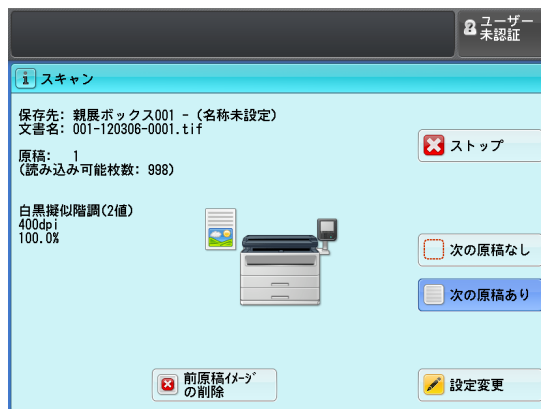 ユーザー
未認証
スキャン
保存先: 親展ボックス001 - (名称未設定)
文書名: 001-120306-0001.tif
原稿: 1
(読み込み可能枚数: 998)
白黒擬似階調(2値)
400dpi
100.0%
ストップ
次の原稿なし
次の原稿あり
前原稿ｲﾒｰｼﾞ
の削除
設定変更